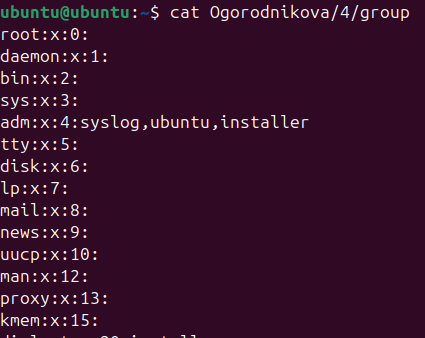 ubuntu@ubuntu:~$ cat Ogorodnikova/4/group
root:x:0:
daemon:x:1:
bin:x:2:
sys:x:3:
adm:x:4:syslog,ubuntu,installer
tty:x:5:
disk:x:6:
lp:x:7:
mail:x:8:
news:x:9:
uucp:x:10:
man:x:12:
proxy:x:13:
kmem:x:15: